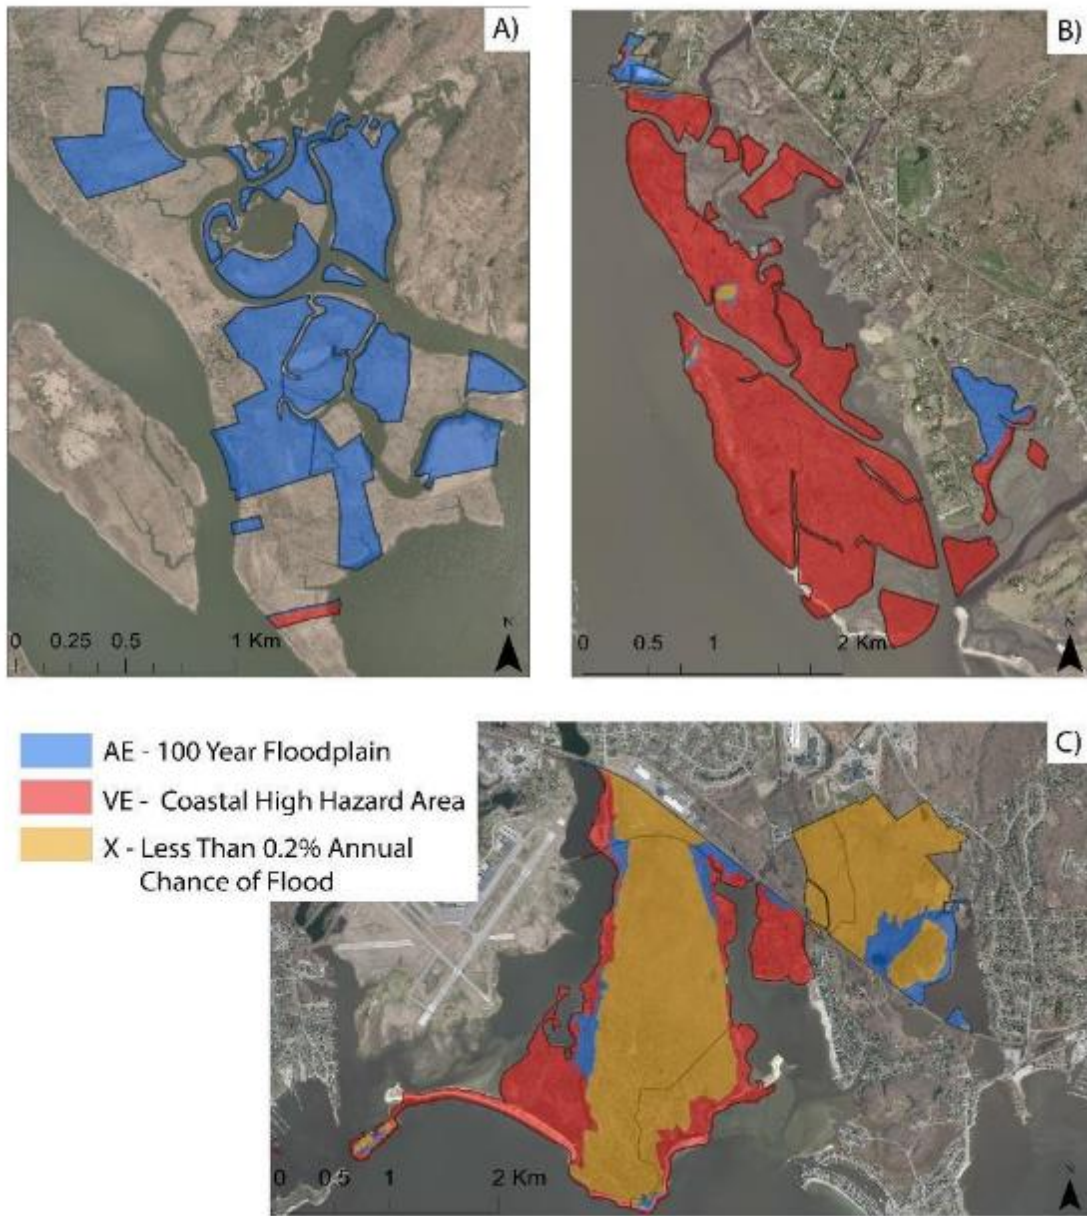 A)
B)
0 0.25 0.5 1 Km
N
0 0.5 1 2 Km
N
AE - 100 Year Floodplain
VE - Coastal High Hazard Area
X - Less Than 0.2% Annual
Chance of Flood
C)
0 0.5 1 2 Km
N